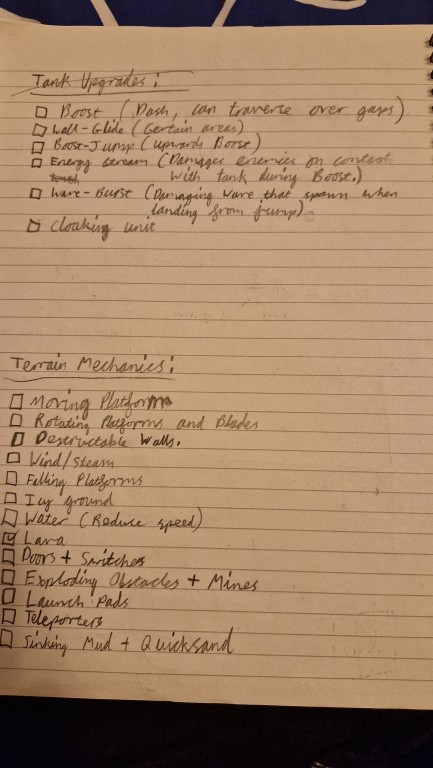 Tank Upgrades:
Boost (Dash, can traverse over gaps)
Wall-Glide (Certain areas)
Boost-Jump (Upwards Boost)
Energy scream (Damages enemies on contact
with tank during Boost.)
Wave-Burst (Damaging wave that spawn when
landing from jump)
Cloaking unit
Terrain Mechanics:
Moving Platforms
Rotating Platforms and Blades
Destructable Walls.
Wind/Steam
Falling Platforms
Icy ground
Water (Reduce speed)
Lava
Doors + Switches
Exploding Obstacles + Mines
Launch Pads
Teleporters
Sinking Mud + Quicksand